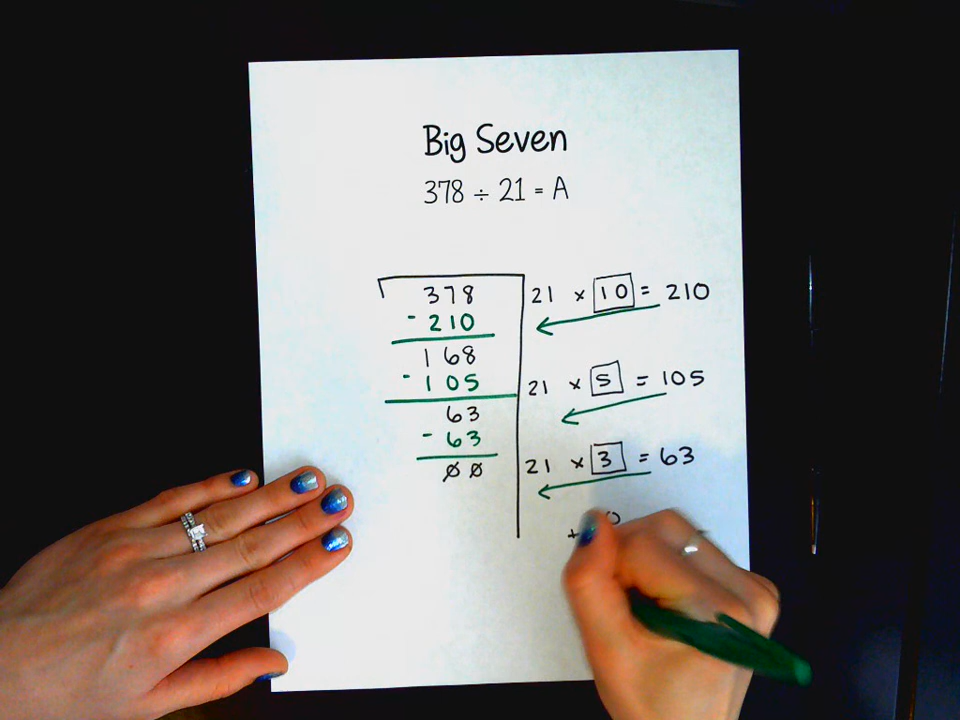 Big Seven
378 ÷ 21 = A
378 21 × 10 = 210
- 210
168
- 105 21 × 5 = 105
63
- 63 21 × 3 = 63
00
+